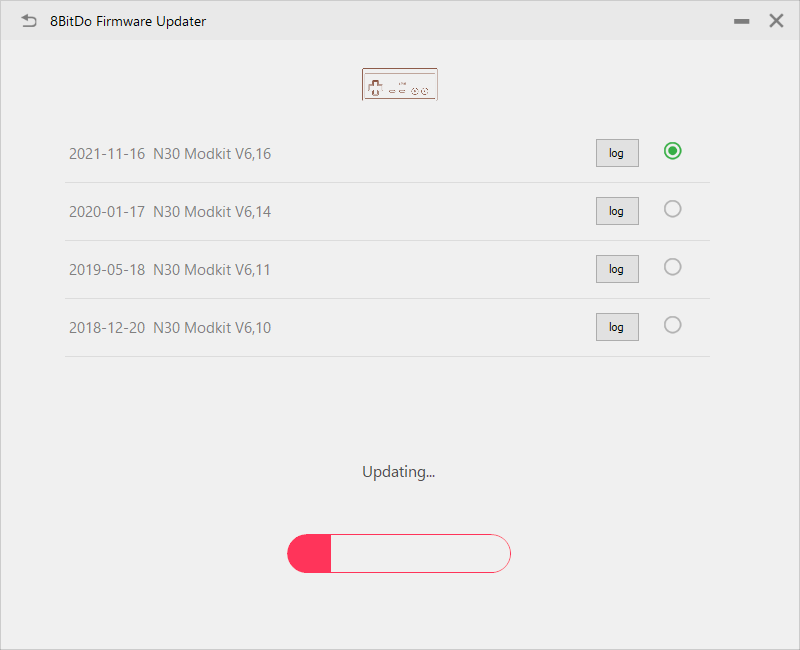 8BitDo Firmware Updater
2021-11-16 N30 Modkit V6,16 log
2020-01-17 N30 Modkit V6,14 log
2019-05-18 N30 Modkit V6,11 log
2018-12-20 N30 Modkit V6,10 log
Updating...